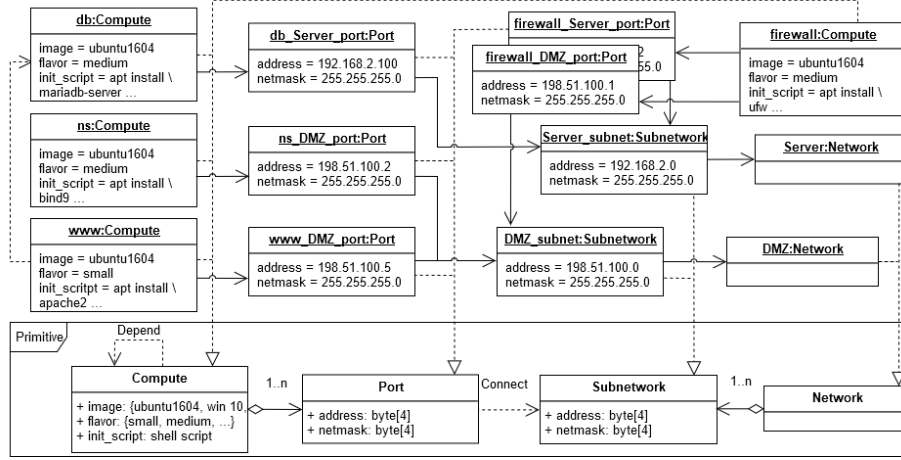 db:Compute
image = ubuntu1604
flavor = medium
init_script = apt install \
mariadb-server ...
db_Server_port:Port
address = 192.168.2.100
netmask = 255.255.255.0
firewall_Server_port:Port
2
5.0
firewall_DMZ_port:Port
address = 198.51.100.1
netmask = 255.255.255.0
firewall:Compute
image = ubuntu1604
flavor = medium
init_script = apt install \
ufw ...
ns:Compute
image = ubuntu1604
flavor = medium
init_script = apt install \
bind9 ...
ns_DMZ_port:Port
address = 198.51.100.2
netmask = 255.255.255.0
Server_subnet:Subnetwork
address = 192.168.2.0
netmask = 255.255.255.0
Server:Network
www:Compute
image = ubuntu1604
flavor = small
init_scritpt = apt install \
apache2 ...
www_DMZ_port:Port
address = 198.51.100.5
netmask = 255.255.255.0
DMZ_subnet:Subnetwork
address = 198.51.100.0
netmask = 255.255.255.0
DMZ:Network
Primitive
Depend
Compute
+ image: {ubuntu1604, win 10,
+ flavor: {small, medium, ...}
+ init_script: shell script
1..n
Port
+ address: byte[4]
+ netmask: byte[4]
Connect
Subnetwork
+ address: byte[4]
+ netmask: byte[4]
1..n
Network